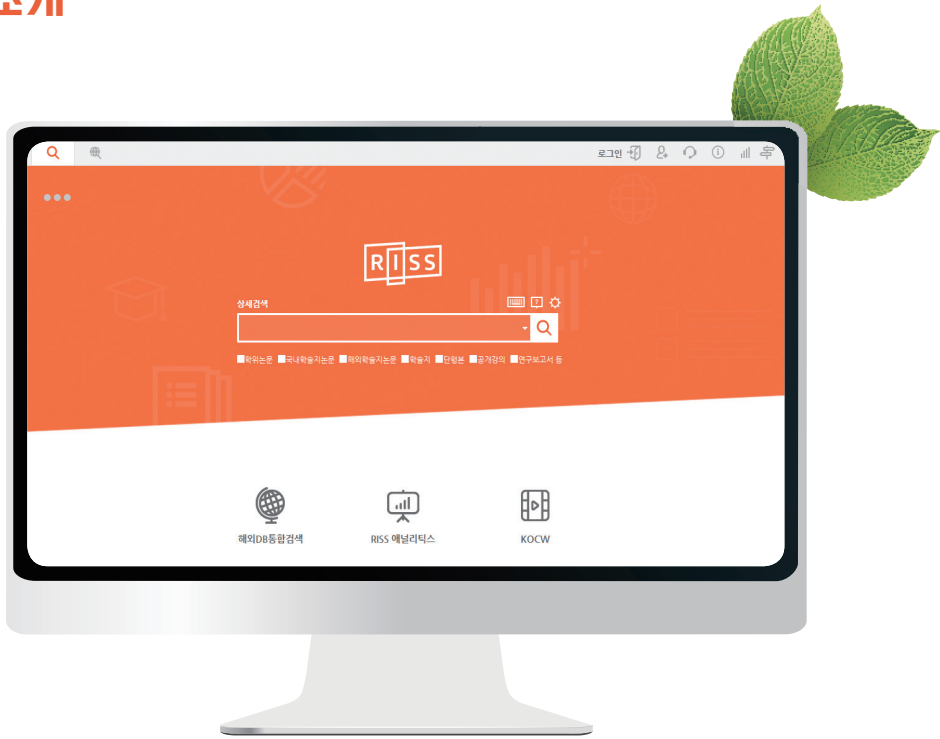 소개
로그인
RISS
상세검색
학위논문 국내학술지논문 해외학술지논문 학술지 단행본 공개강의 연구보고서 등
해외DB통합검색 RISS 애널리틱스 KOCW